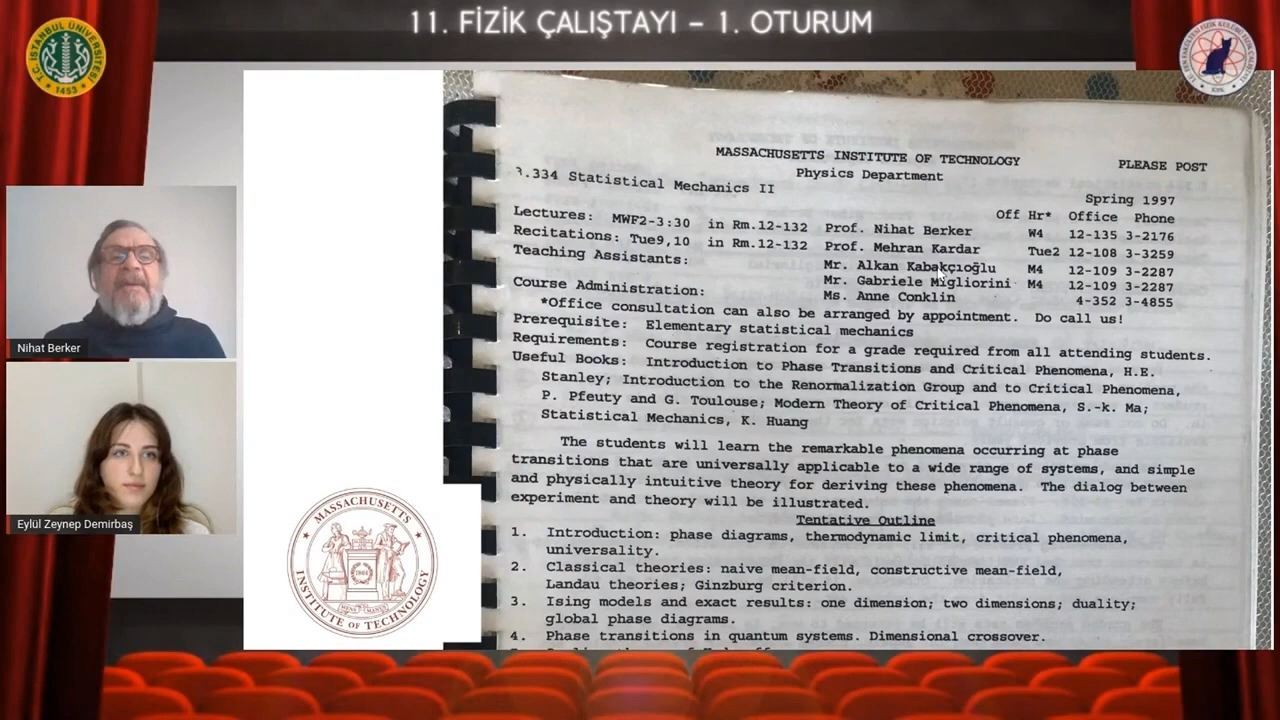 11. FİZİK ÇALIŞTAYI – 1. OTURUM
T.C. İSTANBUL ÜNİVERSİTESİ
1453
MASSACHUSETTS INSTITUTE OF TECHNOLOGY
PLEASE POST
Physics Department
.334 Statistical Mechanics II
Spring 1997
Off Hr* Office Phone
Lectures: MWF2-3:30 in Rm.12-132 Prof. Nihat Berker W4 12-135 3-2176
Recitations: Tue9,10 in Rm.12-132 Prof. Mehran Kardar Tue2 12-108 3-3259
Teaching Assistants: Mr. Alkan Kabakçıoğlu M4 12-109 3-2287
Mr. Gabriele Migliorini M4 12-109 3-2287
Course Administration: Ms. Anne Conklin 4-352 3-4855
*Office consultation can also be arranged by appointment. Do call us!
Prerequisite: Elementary statistical mechanics
Requirements: Course registration for a grade required from all attending students.
Useful Books: Introduction to Phase Transitions and Critical Phenomena, H.E.
Stanley; Introduction to the Renormalization Group and to Critical Phenomena,
P. Pfeuty and G. Toulouse; Modern Theory of Critical Phenomena, S.-k. Ma;
Statistical Mechanics, K. Huang
The students will learn the remarkable phenomena occurring at phase
transitions that are universally applicable to a wide range of systems, and simple
and physically intuitive theory for deriving these phenomena. The dialog between
experiment and theory will be illustrated.
Tentative Outline
1. Introduction: phase diagrams, thermodynamic limit, critical phenomena,
universality.
2. Classical theories: naive mean-field, constructive mean-field,
Landau theories; Ginzburg criterion.
3. Ising models and exact results: one dimension; two dimensions; duality;
global phase diagrams.
4. Phase transitions in quantum systems. Dimensional crossover.
Nihat Berker
Eylül Zeynep Demirbaş
MASSACHUSETTS INSTITUTE OF TECHNOLOGY